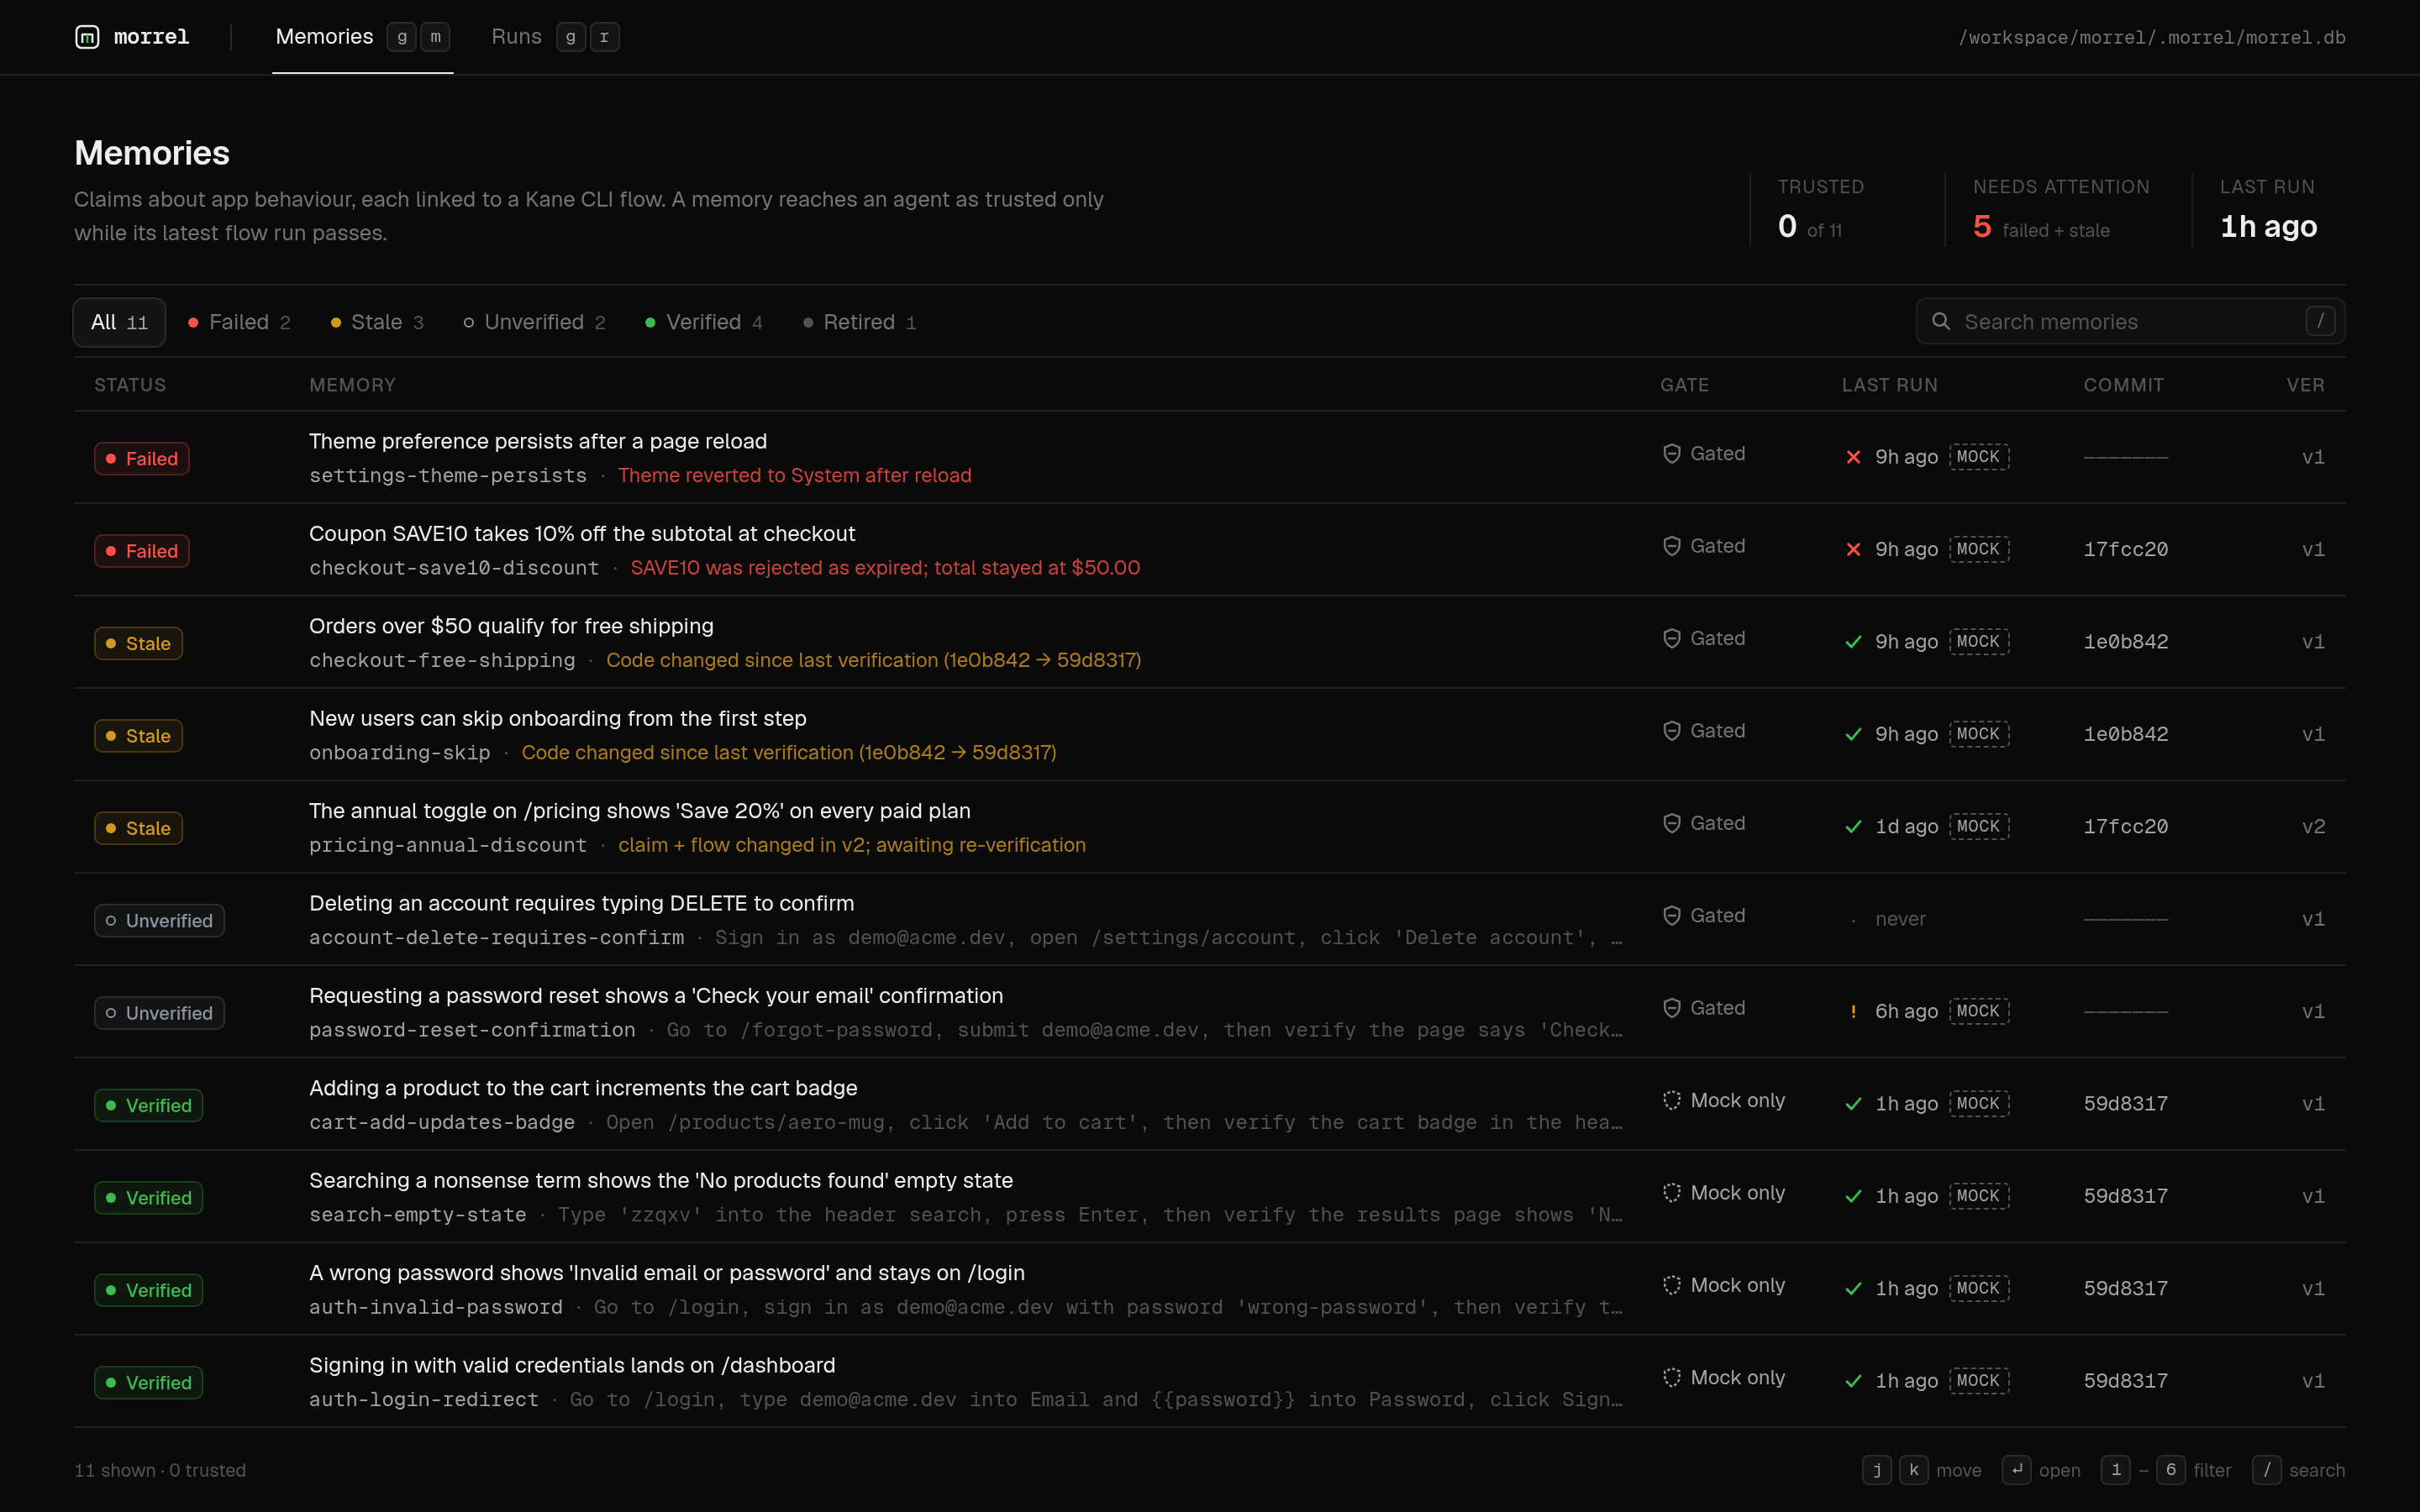 morrel
Memories g m
Runs g r
/workspace/morrel/.morrel/morrel.db
Memories
Claims about app behaviour, each linked to a Kane CLI flow. A memory reaches an agent as trusted only
while its latest flow run passes.
TRUSTED
0 of 11
NEEDS ATTENTION
5 failed + stale
LAST RUN
1h ago
All 11 Failed 2 Stale 3 Unverified 2 Verified 4 Retired 1
Search memories /
STATUS MEMORY GATE LAST RUN COMMIT VER
Failed
Theme preference persists after a page reload
settings-theme-persists · Theme reverted to System after reload
Gated 9h ago MOCK ——————— v1
Failed
Coupon SAVE10 takes 10% off the subtotal at checkout
checkout-save10-discount · SAVE10 was rejected as expired; total stayed at $50.00
Gated 9h ago MOCK 17fcc20 v1
Stale
Orders over $50 qualify for free shipping
checkout-free-shipping · Code changed since last verification (1e0b842 → 59d8317)
Gated 9h ago MOCK 1e0b842 v1
Stale
New users can skip onboarding from the first step
onboarding-skip · Code changed since last verification (1e0b842 → 59d8317)
Gated 9h ago MOCK 1e0b842 v1
Stale
The annual toggle on /pricing shows 'Save 20%' on every paid plan
pricing-annual-discount · claim + flow changed in v2; awaiting re-verification
Gated 1d ago MOCK 17fcc20 v2
Unverified
Deleting an account requires typing DELETE to confirm
account-delete-requires-confirm · Sign in as demo@acme.dev, open /settings/account, click 'Delete account', …
Gated · never ——————— v1
Unverified
Requesting a password reset shows a 'Check your email' confirmation
password-reset-confirmation · Go to /forgot-password, submit demo@acme.dev, then verify the page says 'Check…
Gated ! 6h ago MOCK ——————— v1
Verified
Adding a product to the cart increments the cart badge
cart-add-updates-badge · Open /products/aero-mug, click 'Add to cart', then verify the cart badge in the hea…
Mock only 1h ago MOCK 59d8317 v1
Verified
Searching a nonsense term shows the 'No products found' empty state
search-empty-state · Type 'zzqxv' into the header search, press Enter, then verify the results page shows 'N…
Mock only 1h ago MOCK 59d8317 v1
Verified
A wrong password shows 'Invalid email or password' and stays on /login
auth-invalid-password · Go to /login, sign in as demo@acme.dev with password 'wrong-password', then verify t…
Mock only 1h ago MOCK 59d8317 v1
Verified
Signing in with valid credentials lands on /dashboard
auth-login-redirect · Go to /login, type demo@acme.dev into Email and {{password}} into Password, click Sign…
Mock only 1h ago MOCK 59d8317 v1
11 shown · 0 trusted
j k move ↵ open 1 – 6 filter / search